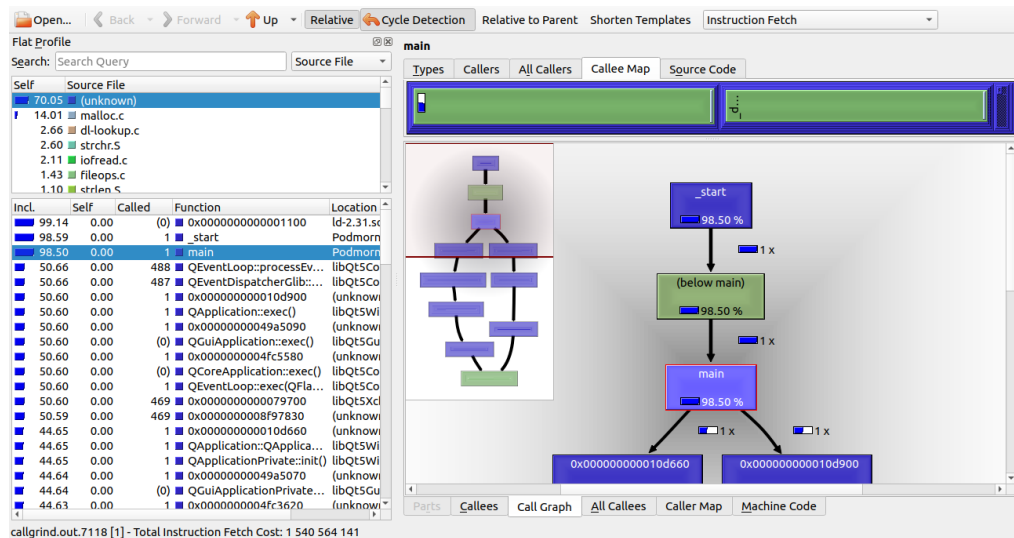 Open... Back Forward Up Relative Cycle Detection Relative to Parent Shorten Templates Instruction Fetch
Flat Profile
Search: Search Query Source File
Self Source File
70.05 (unknown)
14.01 malloc.c
2.66 dl-lookup.c
2.60 strchr.S
2.11 iofread.c
1.43 fileops.c
1.10 strlen.S
Incl. Self Called Function Location
99.14 0.00 (0) 0x0000000000001100 ld-2.31.sc
98.59 0.00 1 _start Podmorn
98.50 0.00 1 main Podmorn
50.66 0.00 488 QEventLoop::processEv... libQt5Co
50.66 0.00 487 QEventDispatcherGlib::... libQt5Co
50.60 0.00 1 0x000000000010d900 (unknow
50.60 0.00 1 QApplication::exec() libQt5Wi
50.60 0.00 1 0x00000000049a5090 (unknow
50.60 0.00 (0) QGuiApplication::exec() libQt5Gu
50.60 0.00 1 0x0000000004fc5580 (unknow
50.60 0.00 (0) QCoreApplication::exec() libQt5Co
50.60 0.00 1 QEventLoop::exec(QFla... libQt5Co
50.60 0.00 469 0x0000000000079700 libQt5Xcl
50.59 0.00 469 0x0000000008f97830 (unknow
44.65 0.00 1 0x000000000010d660 (unknow
44.65 0.00 1 QApplication::QApplica... libQt5Wi
44.65 0.00 1 QApplicationPrivate::init() libQt5Wi
44.64 0.00 1 0x00000000049a5070 (unknow
44.64 0.00 (0) QGuiApplicationPrivate... libQt5Gu
44.63 0.00 1 0x0000000004fc3620 (unknow
main
Types Callers All Callers Callee Map Source Code
_d...
_start
98.50 %
1 x
(below main)
98.50 %
1 x
main
98.50 %
1 x 1 x
0x000000000010d660 0x000000000010d900
Parts Callees Call Graph All Callees Caller Map Machine Code
callgrind.out.7118 [1] - Total Instruction Fetch Cost: 1 540 564 141